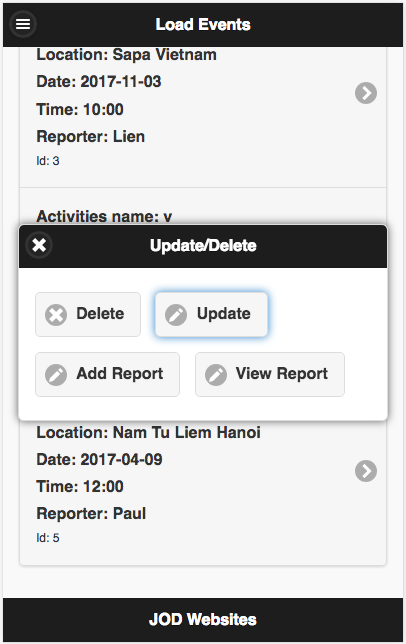 Load Events
Location: Sapa Vietnam
Date: 2017-11-03
Time: 10:00
Reporter: Lien
Id: 3
Activities name: v
Update/Delete
Delete
Update
Add Report
View Report
Location: Nam Tu Liem Hanoi
Date: 2017-04-09
Time: 12:00
Reporter: Paul
Id: 5
JOD Websites